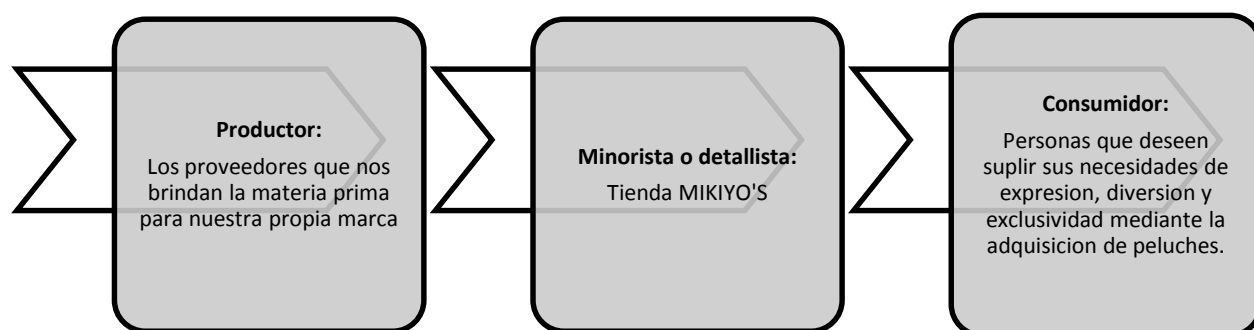 Productor:
Los proveedores que nos
brindan la materia prima
para nuestra propia marca
Minorista o detallista:
Tienda MIKIYO'S
Consumidor:
Personas que deseen
suplir sus necesidades de
expresion, diversion y
exclusividad mediante la
adquisicion de peluches.